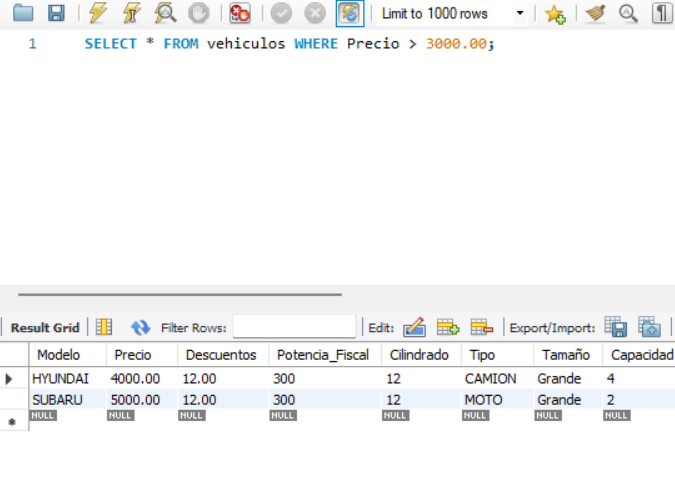 Limit to 1000 rows
1 SELECT * FROM vehiculos WHERE Precio > 3000.00;
Result Grid Filter Rows: Edit: Export/Import:
Modelo Precio Descuentos Potencia_Fiscal Cilindrado Tipo Tamaño Capacidad
HYUNDAI 4000.00 12.00 300 12 CAMION Grande 4
SUBARU 5000.00 12.00 300 12 MOTO Grande 2
NULL NULL NULL NULL NULL NULL NULL NULL